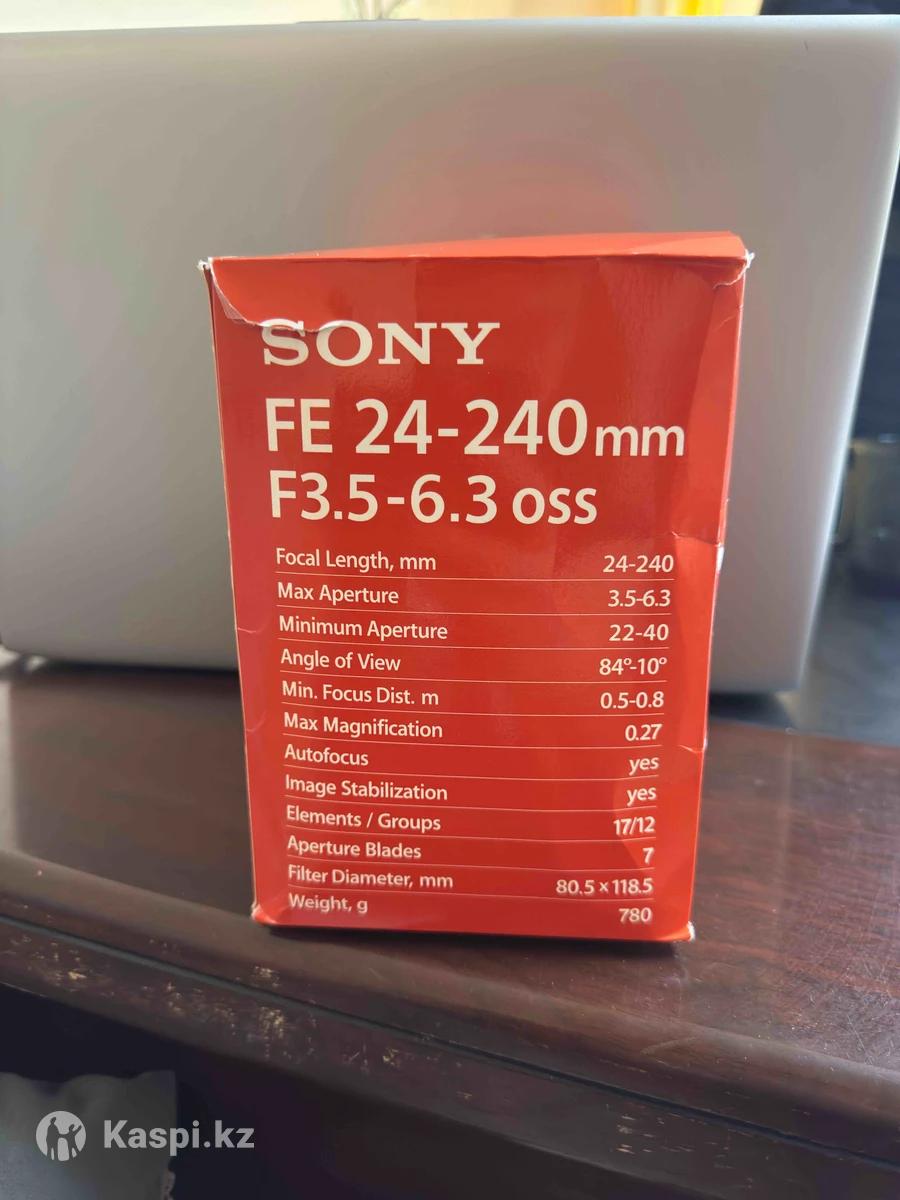 SONY
FE 24-240mm
F3.5-6.3 OSS
Focal Length, mm 24-240
Max Aperture 3.5-6.3
Minimum Aperture 22-40
Angle of View 84º-10º
Min. Focus Dist. m 0.5-0.8
Max Magnification 0.27
Autofocus yes
Image Stabilization yes
Elements / Groups 17/12
Aperture Blades 7
Filter Diameter, mm 80.5 × 118.5
Weight, g 780
Kaspi.kz